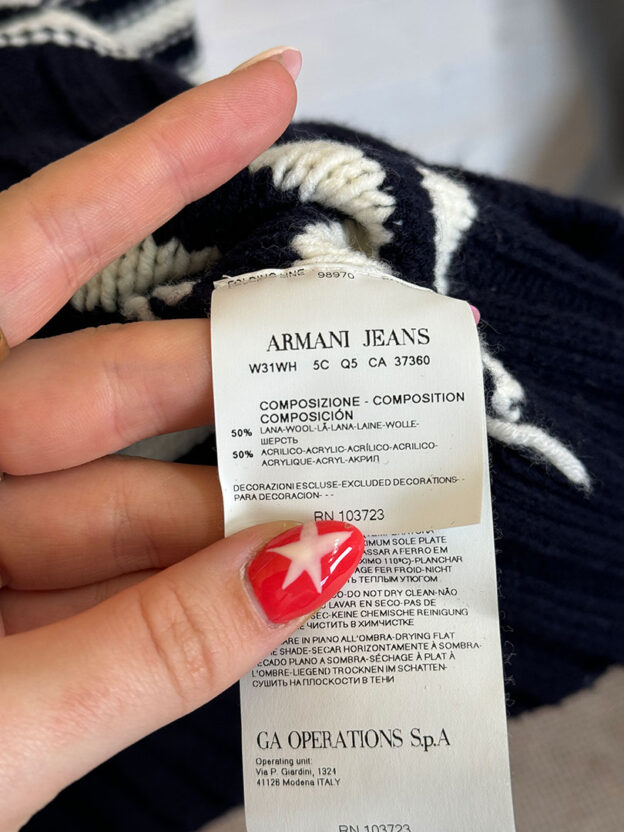 FOLDING LINE 98970
ARMANI JEANS
W31WH 5C Q5 CA 37360
COMPOSIZIONE - COMPOSITION
COMPOSICIÓN
50% LANA-WOOL-LÃ-LANA-LAINE-WOLLE-
ШЕРСТЬ
50% ACRILICO-ACRYLIC-ACRÍLICO-ACRILICO-
ACRYLIQUE-ACRYL-АКРИЛ
DECORAZIONI ESCLUSE-EXCLUDED DECORATIONS-
PARA DECORACION- - -
RN 103723
SOLE PLATE
PASSAR A FERRO EM
110ºC)-PLANCHAR
FER FROID-NICHT
ТЕПЛЫМ УТЮГОМ
DO NOT DRY CLEAN-NÃO
LAVAR EN SECO-PAS DE
SEC-KEINE CHEMISCHE REINIGUNG
ЧИСТИТЬ В ХИМЧИСТКЕ
IN PIANO ALL'OMBRA-DRYING FLAT
SHADE-SECAR HORIZONTALMENTE À SOMBRA-
PLANO A SOMBRA-SÉCHAGE À PLAT À
L'OMBRE-LIEGEND TROCKNEN IM SCHATTEN-
СУШИТЬ НА ПЛОСКОСТИ В ТЕНИ
GA OPERATIONS S.p.A
Operating unit:
Via P. Giardini, 1324
41126 Modena ITALY
RN 103723